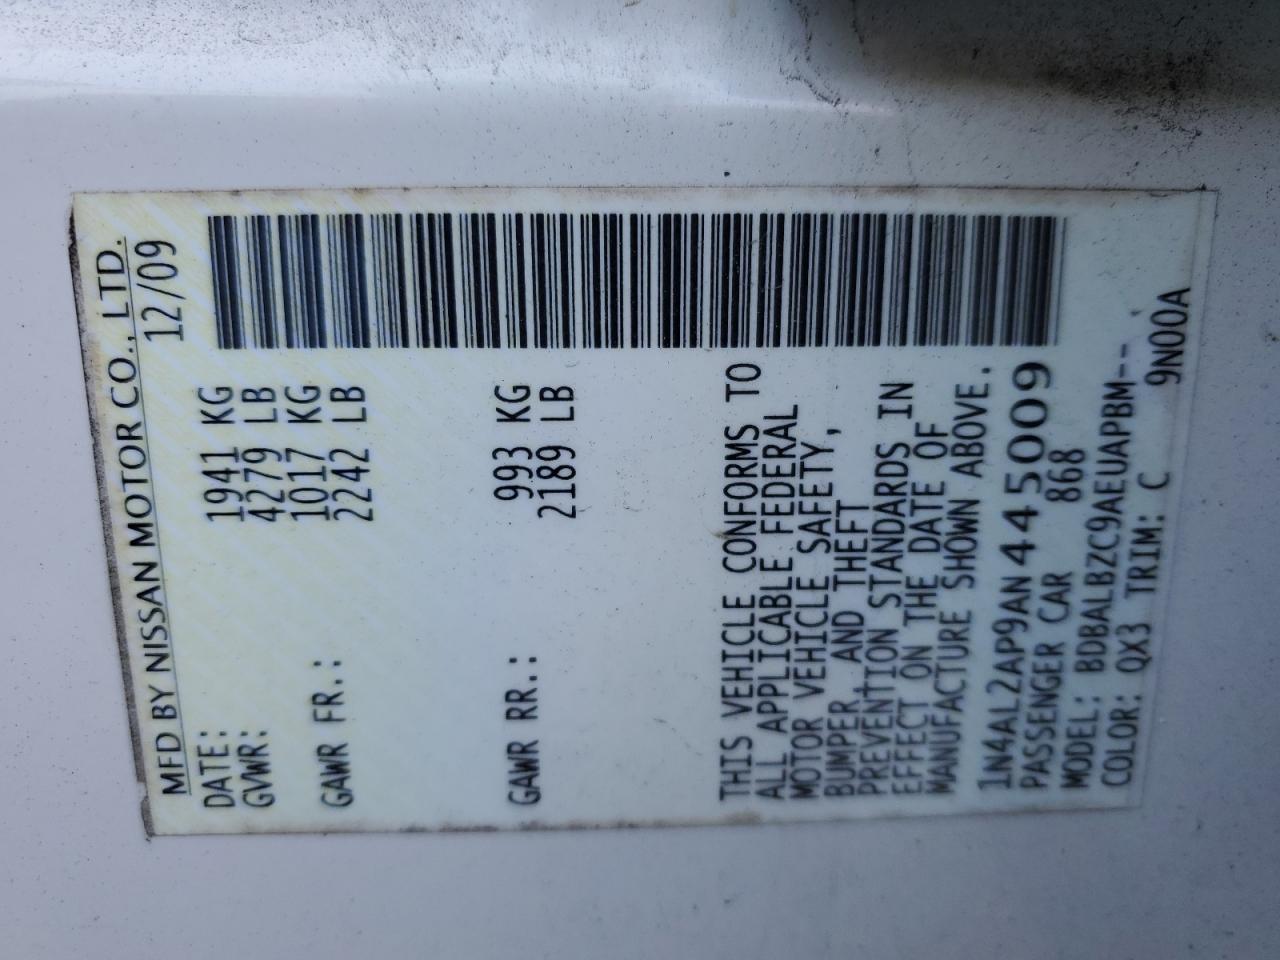 MFD BY NISSAN MOTOR CO., LTD.
DATE: 12/09
GVWR: 1941 KG
4279 LB
GAWR FR.: 1017 KG
2242 LB
GAWR RR.: 993 KG
2189 LB
THIS VEHICLE CONFORMS TO
ALL APPLICABLE FEDERAL
MOTOR VEHICLE SAFETY,
BUMPER, AND THEFT
PREVENTION STANDARDS IN
EFFECT ON THE DATE OF
MANUFACTURE SHOWN ABOVE.
1N4AL2AP9AN445009
PASSENGER CAR 868
MODEL: BDBALBZC9AEUAPBM--
COLOR: QX3 TRIM: C 9N00A